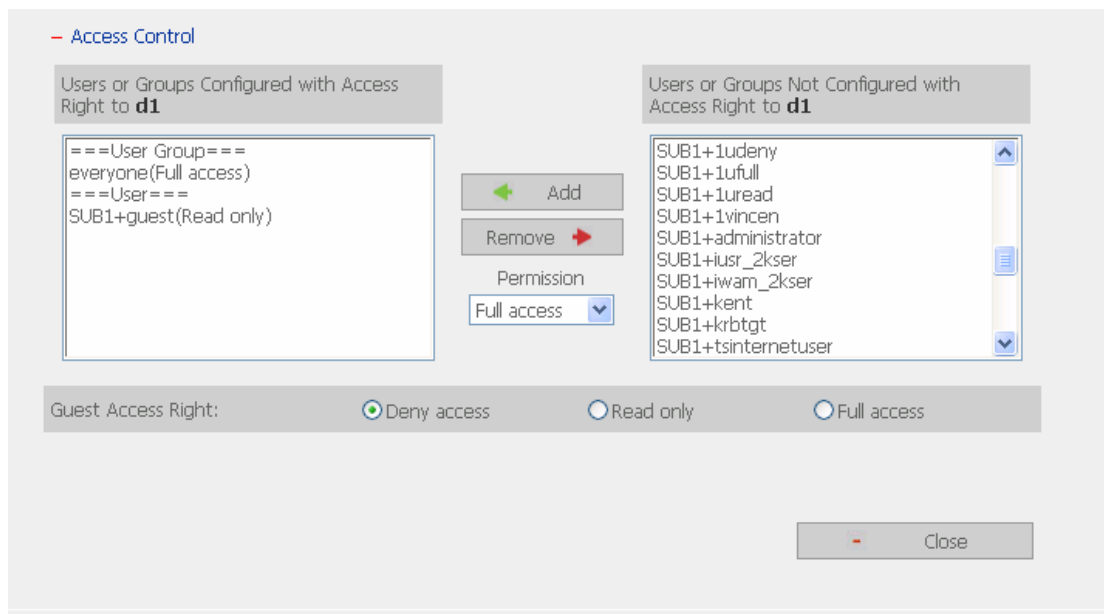 – Access Control
Users or Groups Configured with Access
Right to d1
===User Group===
everyone(Full access)
===User===
SUB1+guest(Read only)
Add
Remove
Permission
Full access
Users or Groups Not Configured with
Access Right to d1
SUB1+1udeny
SUB1+1ufull
SUB1+1uread
SUB1+1vincen
SUB1+administrator
SUB1+iusr_2kser
SUB1+iwam_2kser
SUB1+kent
SUB1+krbtgt
SUB1+tsinternetuser
Guest Access Right: Deny access Read only Full access
- Close